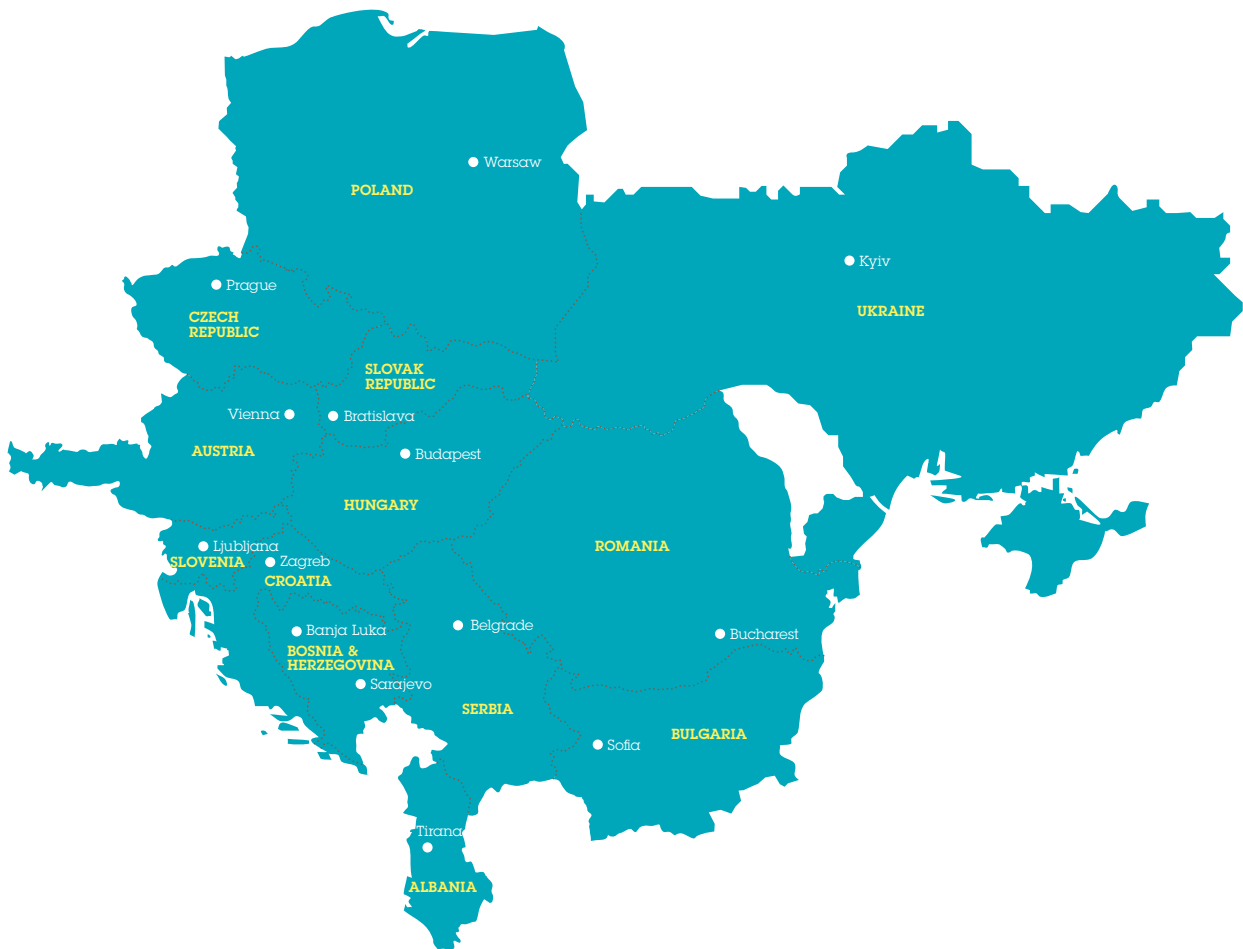 Warsaw
POLAND
Kyiv
Prague
UKRAINE
CZECH
REPUBLIC
SLOVAK
REPUBLIC
Vienna
Bratislava
AUSTRIA
Budapest
HUNGARY
Ljubljana
SLOVENIA
Zagreb
CROATIA
ROMANIA
Banja Luka
BOSNIA &
HERZEGOVINA
Sarajevo
Belgrade
Bucharest
SERBIA
Sofia
BULGARIA
Tirana
ALBANIA